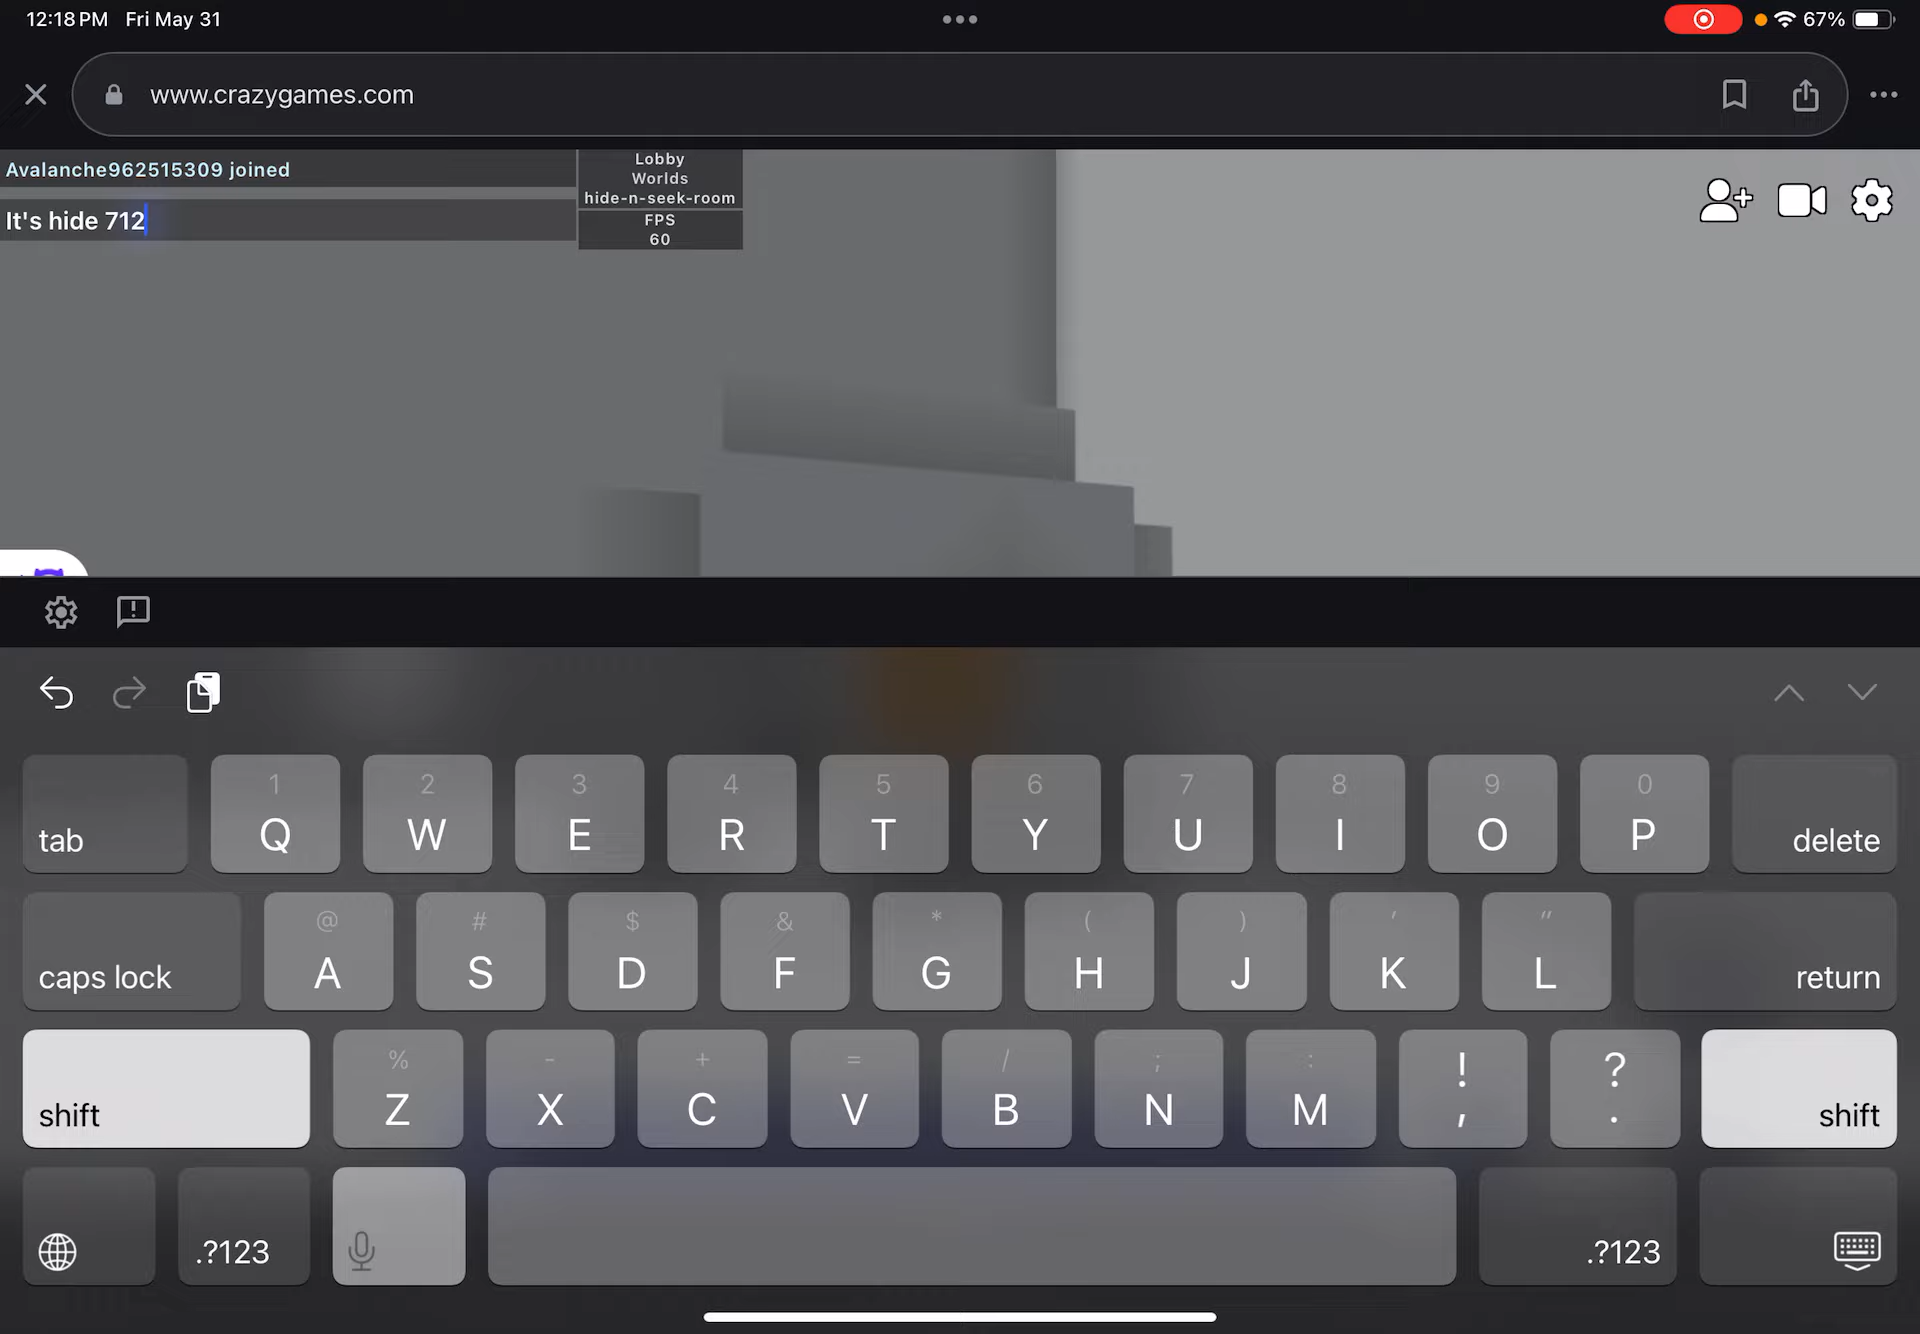 12:18 PM Fri May 31
67%
www.crazygames.com
Avalanche962515309 joined
It's hide 712
Lobby
Worlds
hide-n-seek-room
FPS
60
1 2 3 4 5 6 7 8 9 0
tab Q W E R T Y U I O P delete
@ # $ & * ( ) ' "
caps lock A S D F G H J K L return
% - + = / ; : ! ?
shift Z X C V B N M , . shift
.?123 .?123